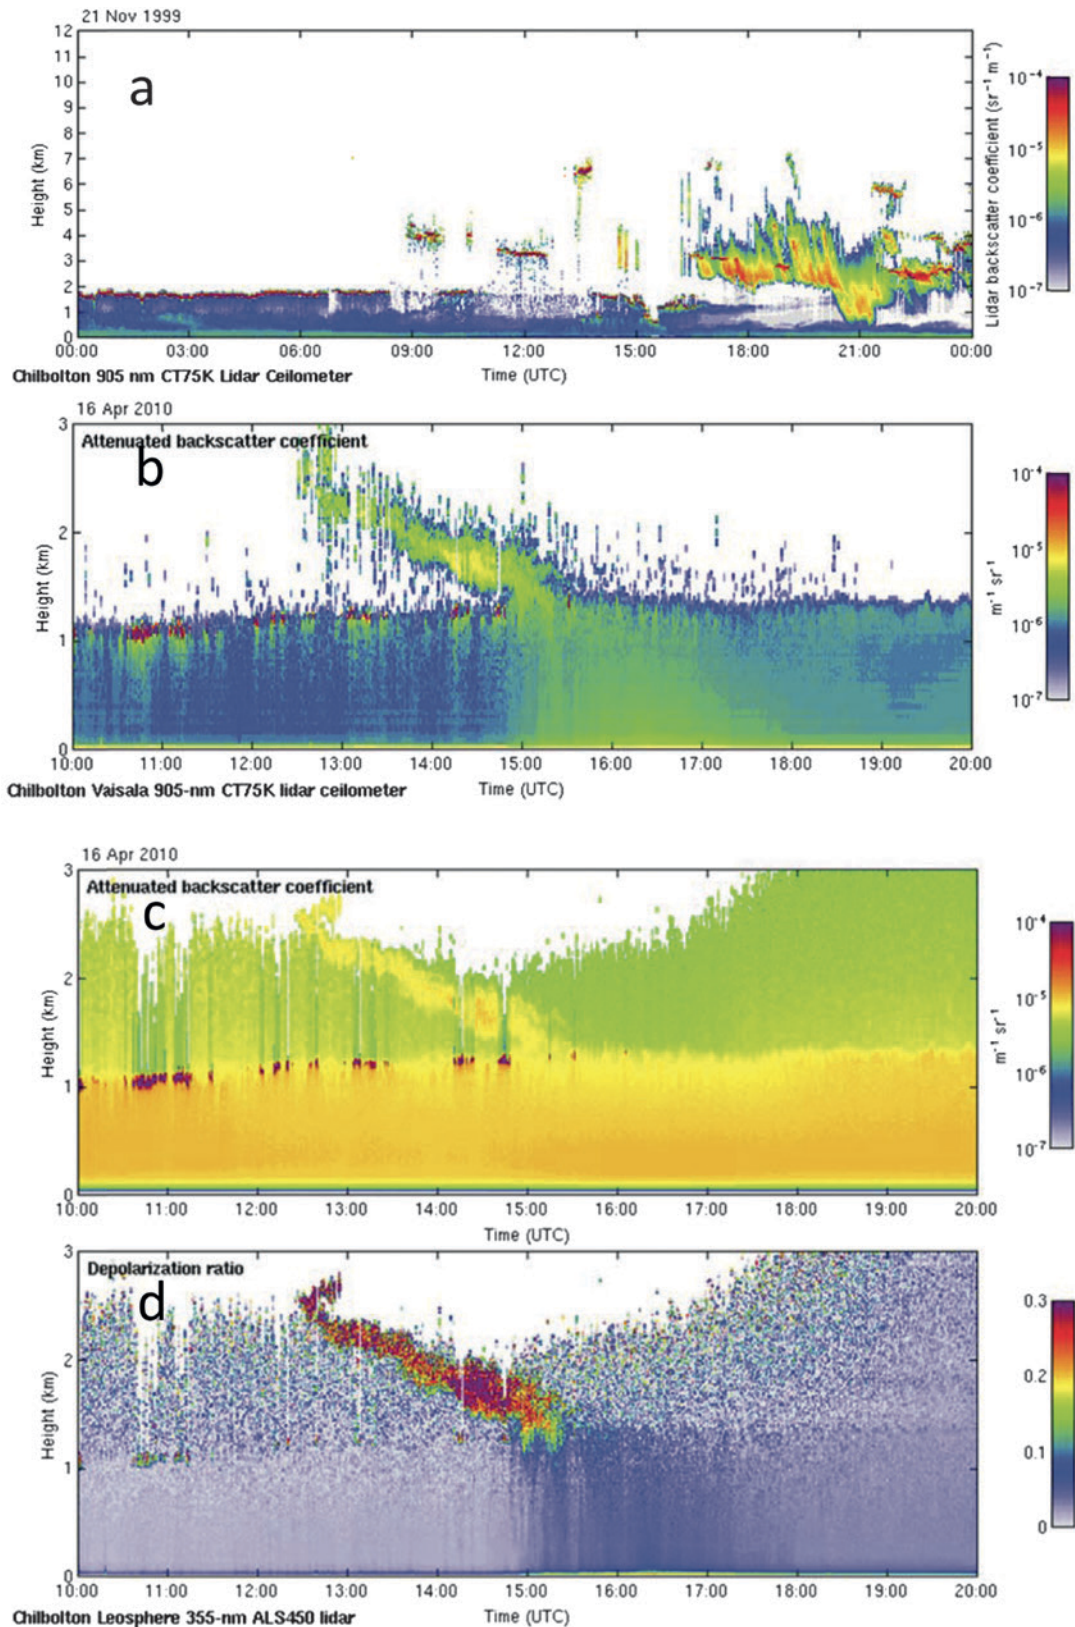 21 Nov 1999
a
12
11
10
9
8
7
6
5
4
3
2
1
0
Height (km)
00:00 03:00 06:00 09:00 12:00 15:00 18:00 21:00 00:00
Time (UTC)
Chilbolton 905 nm CT75K Lidar Ceilometer
Lidar backscatter coefficient (sr⁻¹ m⁻¹)
10⁻⁴
10⁻⁵
10⁻⁶
10⁻⁷
16 Apr 2010
Attenuated backscatter coefficient
b
3
2
1
0
Height (km)
10:00 11:00 12:00 13:00 14:00 15:00 16:00 17:00 18:00 19:00 20:00
Chilbolton Vaisala 905-nm CT75K lidar ceilometer Time (UTC)
10⁻⁴
10⁻⁵
10⁻⁶
10⁻⁷
m⁻¹ sr⁻¹
16 Apr 2010
Attenuated backscatter coefficient
c
3
2
1
0
Height (km)
10:00 11:00 12:00 13:00 14:00 15:00 16:00 17:00 18:00 19:00 20:00
Time (UTC)
10⁻⁴
10⁻⁵
10⁻⁶
10⁻⁷
m⁻¹ sr⁻¹
Depolarization ratio
d
3
2
1
0
Height (km)
10:00 11:00 12:00 13:00 14:00 15:00 16:00 17:00 18:00 19:00 20:00
Chilbolton Leosphere 355-nm ALS450 lidar Time (UTC)
0.3
0.2
0.1
0